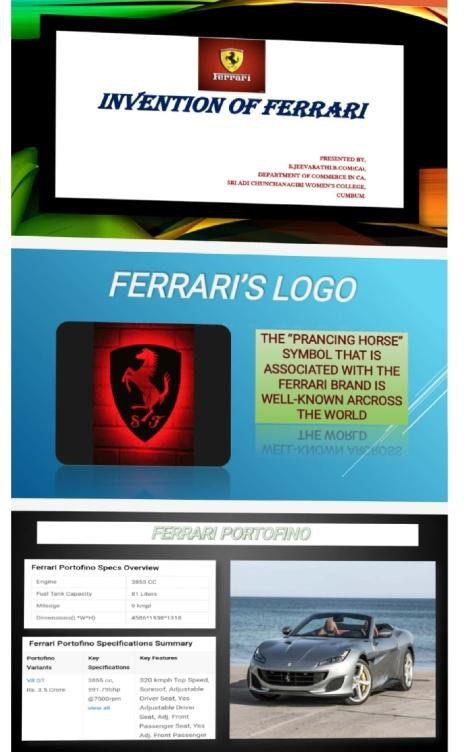 Ferrari
INVENTION OF FERRARI
PRESENTED BY,
DEPARTMENT OF COMMERCE IN CA,
SRI ADI CHUNCHANAGIRI WOMEN'S COLLEGE,
CUMBUM.
FERRARI'S LOGO
S F
THE "PRANCING HORSE"
SYMBOL THAT IS
ASSOCIATED WITH THE
FERRARI BRAND IS
WELL-KNOWN ARCROSS
THE WORLD
FERRARI PORTOFINO
Ferrari Portofino Specs Overview
Engine 3855 CC
Fuel Tank Capacity 81 Liters
Mileage 9 kmpl
Dimensions(L*W*H) 4586*1938*1318
Ferrari Portofino Specifications Summary
Portofino Key Key Features
Variants Specifications
V8 GT 3855 cc, 320 kmph Top Speed,
Rs. 3.5 Crore 591.79bhp Sunroof, Adjustable
@7500rpm Driver Seat, Yes
view all Adjustable Driver
Seat, Adj. Front
Passenger Seat, Yes
Adj. Front Passenger